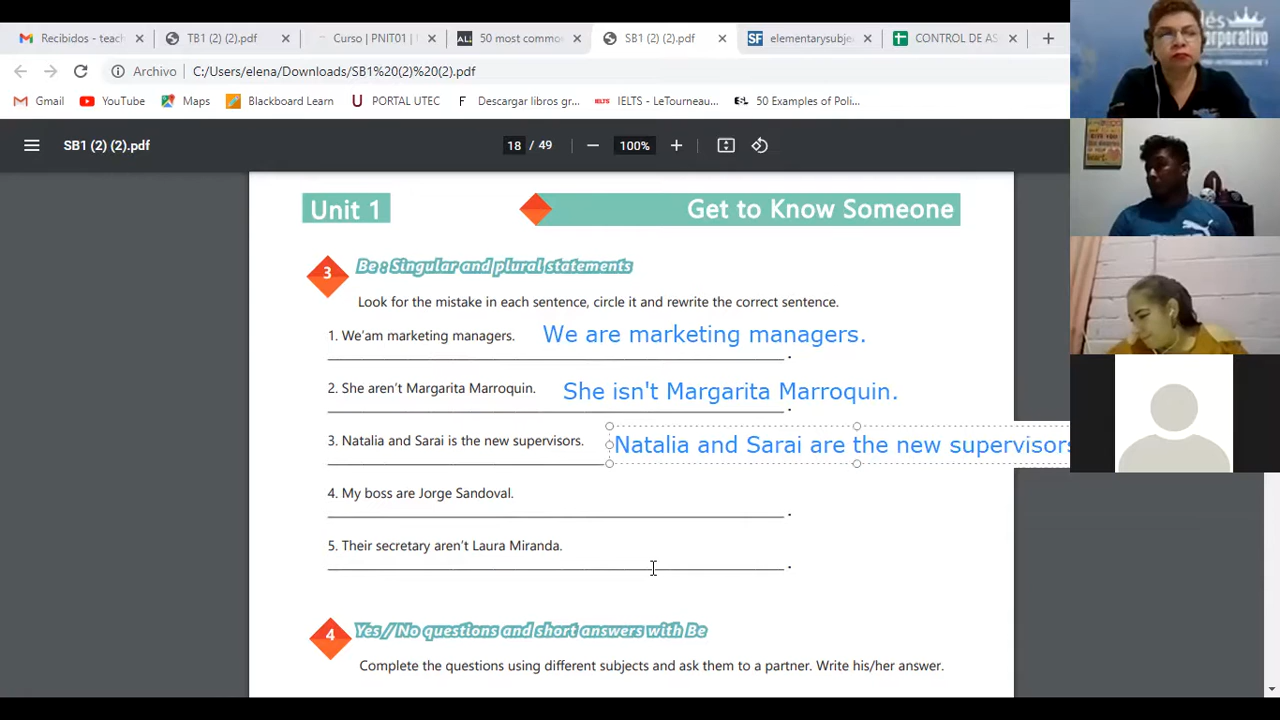 Recibidos - teac
TB1 (2) (2).pdf
Curso | PNIT01 |
50 most commo
SB1 (2) (2).pdf
elementarysubje
CONTROL DE AS
Archivo | C:/Users/elena/Downloads/SB1%20(2)%20(2).pdf
Gmail
YouTube
Maps
Blackboard Learn
PORTAL UTEC
Descargar libros gr...
IELTS - LeTourneau...
50 Examples of Poli...
SB1 (2) (2).pdf
18 / 49
100%
lés
orporativo
Unit 1
Get to Know Someone
3 Be : Singular and plural statements
Look for the mistake in each sentence, circle it and rewrite the correct sentence.
1. We'am marketing managers. We are marketing managers.
2. She aren't Margarita Marroquin. She isn't Margarita Marroquin.
3. Natalia and Sarai is the new supervisors. Natalia and Sarai are the new supervisors
4. My boss are Jorge Sandoval.
5. Their secretary aren't Laura Miranda.
4 Yes / No questions and short answers with Be
Complete the questions using different subjects and ask them to a partner. Write his/her answer.